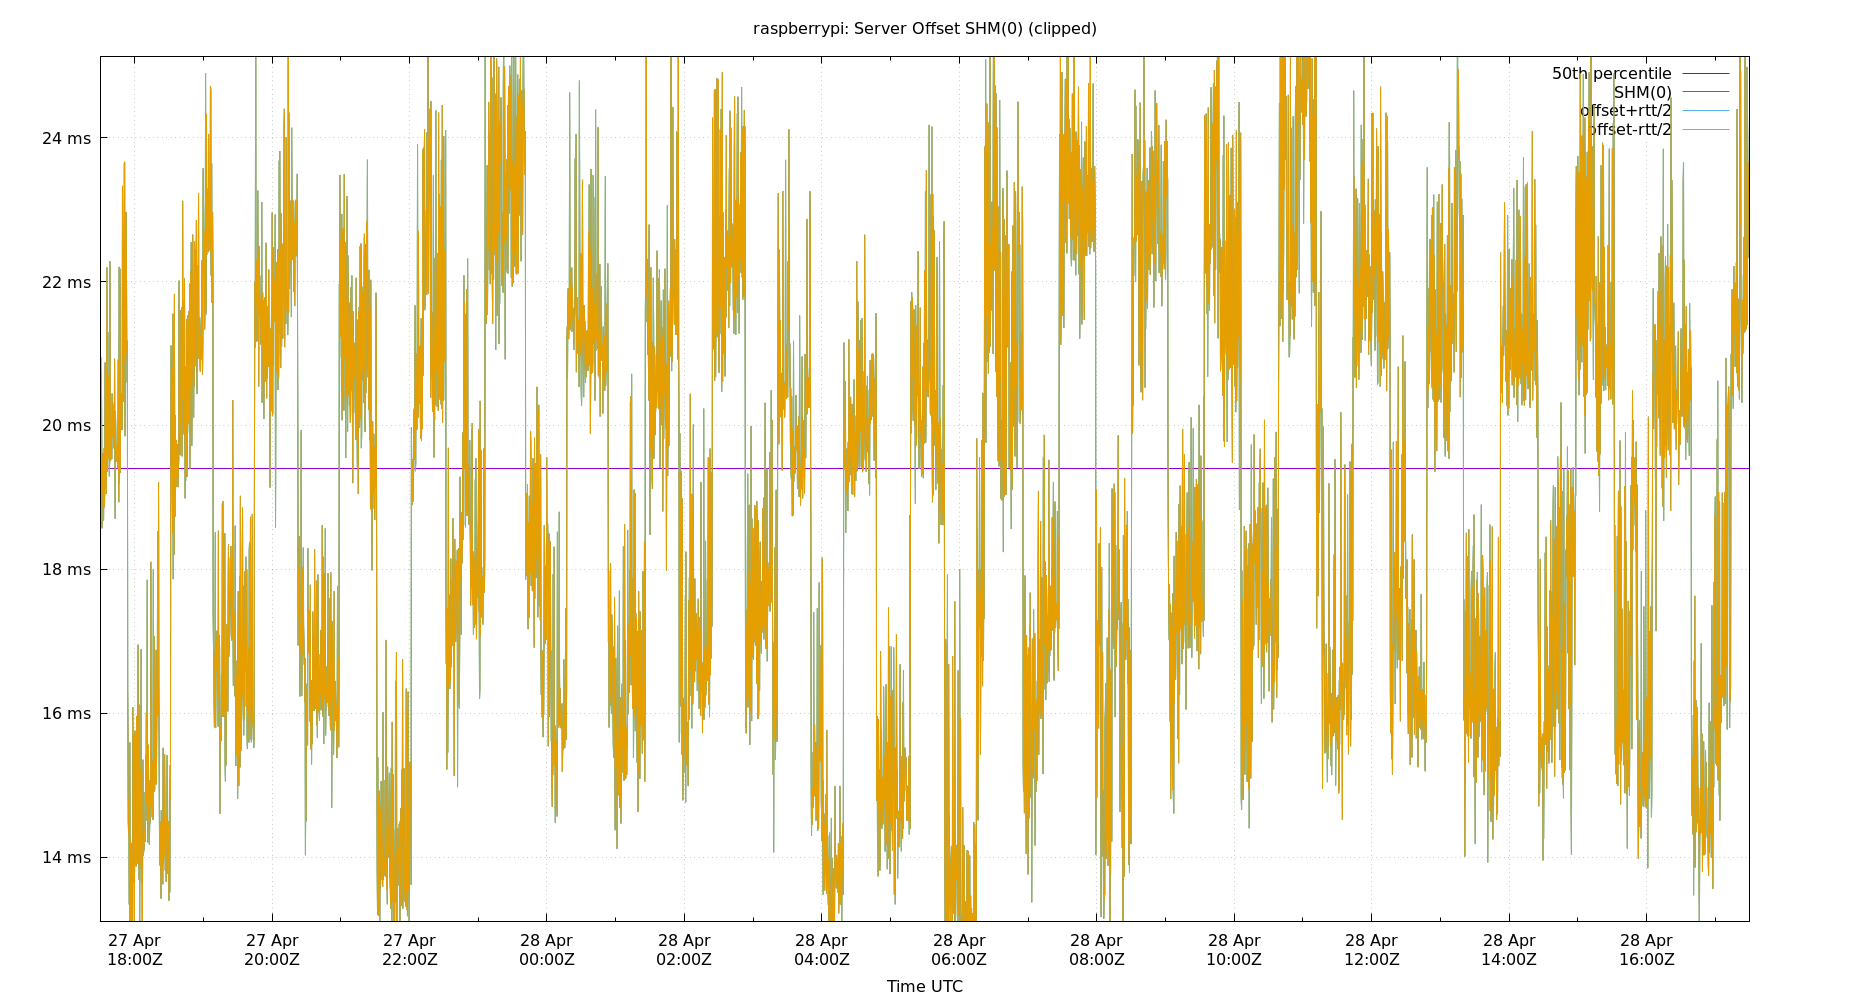 raspberrypi: Server Offset SHM(0) (clipped)
50th percentile
SHM(0)
offset+rtt/2
offset-rtt/2
24 ms
22 ms
20 ms
18 ms
16 ms
14 ms
27 Apr 27 Apr 27 Apr 28 Apr 28 Apr 28 Apr 28 Apr 28 Apr 28 Apr 28 Apr 28 Apr 28 Apr
18:00Z 20:00Z 22:00Z 00:00Z 02:00Z 04:00Z 06:00Z 08:00Z 10:00Z 12:00Z 14:00Z 16:00Z
Time UTC